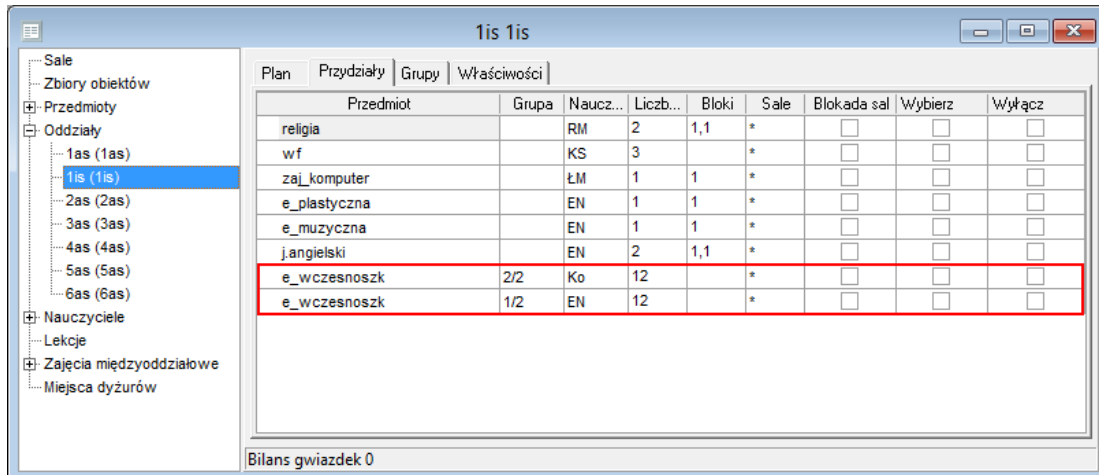 1is 1is
Sale
Zbiory obiektów
Przedmioty
Oddziały
1as (1as)
1is (1is)
2as (2as)
3as (3as)
4as (4as)
5as (5as)
6as (6as)
Nauczyciele
Lekcje
Zajęcia międzyoddziałowe
Miejsca dyżurów
Plan Przydziały Grupy Właściwości
Przedmiot Grupa Naucz... Liczb... Bloki Sale Blokada sal Wybierz Wyłącz
religia RM 2 1,1 *
wf KS 3 *
zaj_komputer ŁM 1 1 *
e_plastyczna EN 1 1 *
e_muzyczna EN 1 1 *
j.angielski EN 2 1,1 *
e_wczesnoszk 2/2 Ko 12 *
e_wczesnoszk 1/2 EN 12 *
Bilans gwiazdek 0